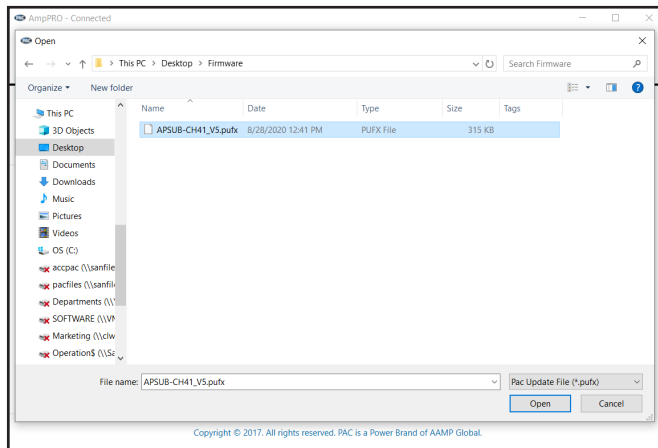 AmpPRO - Connected
Open
This PC > Desktop > Firmware
Search Firmware
Organize
New folder
Name Date Type Size Tags
This PC
3D Objects
Desktop
Documents
Downloads
Music
Pictures
Videos
OS (C:)
accpac (\\sanfile
pacfiles (\\sanfil
Departments (\\
SOFTWARE (\\VN
Marketing (\\clw
Operation$ (\\Sa
APSUB-CH41_V5.pufx 8/28/2020 12:41 PM PUFX File 315 KB
File name: APSUB-CH41_V5.pufx
Pac Update File (*.pufx)
Open Cancel
Copyright © 2017. All rights reserved. PAC is a Power Brand of AAMP Global.